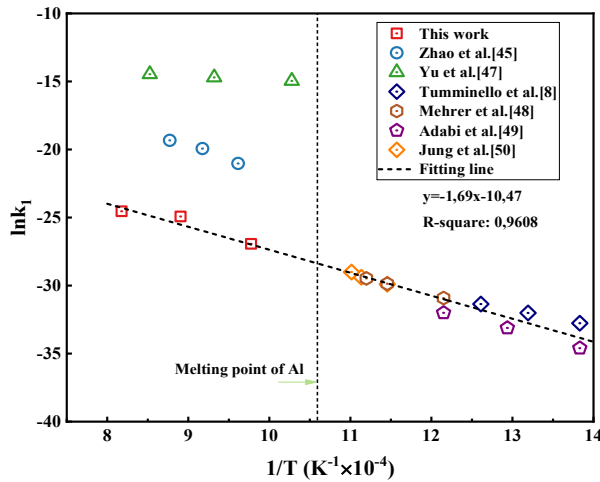 This work
Zhao et al.[45]
Yu et al.[47]
Tumminello et al.[8]
Mehrer et al.[48]
Adabi et al.[49]
Jung et al.[50]
Fitting line
y=-1,69x-10,47
R-square: 0,9608
Melting point of Al
lnk₁
-10
-15
-20
-25
-30
-35
-40
8 9 10 11 12 13 14
1/T (K⁻¹×10⁻⁴)